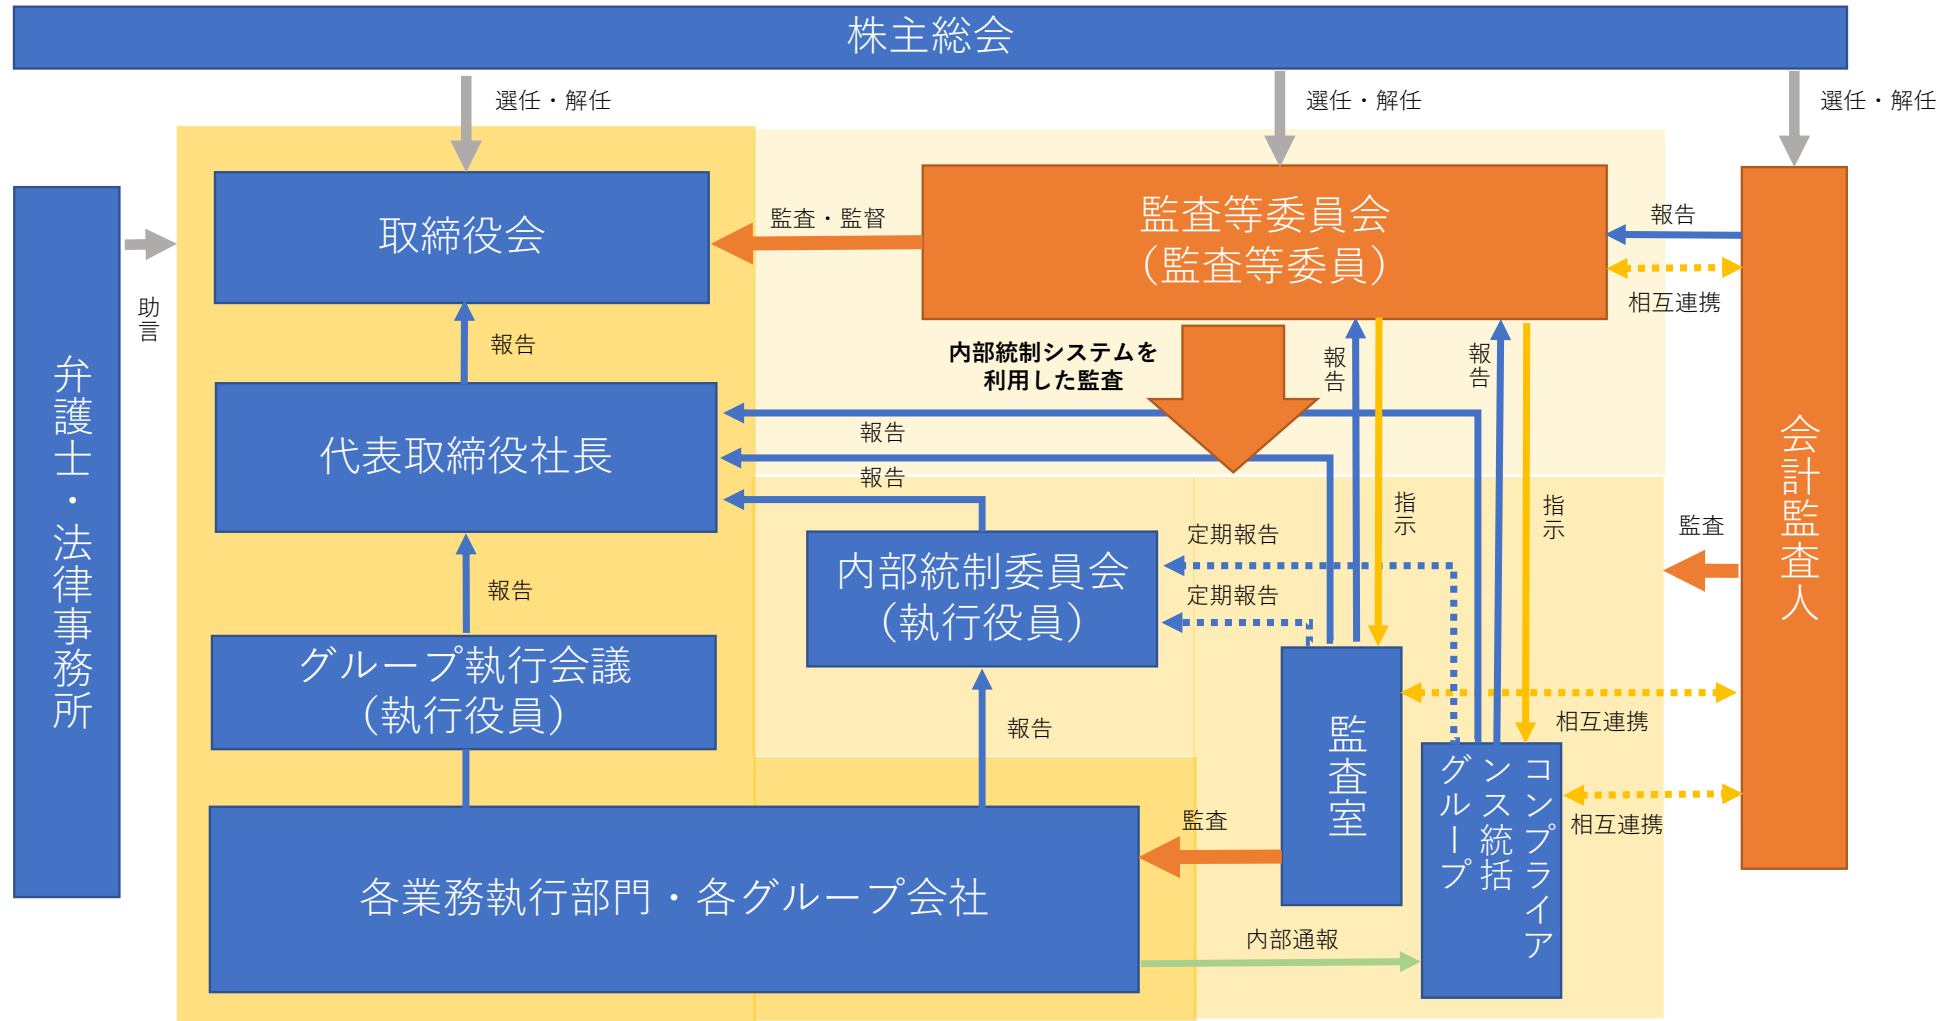 株主総会
選任・解任
選任・解任
選任・解任
取締役会
監査・監督
監査等委員会
（監査等委員）
報告
相互連携
助言
弁護士・法律事務所
報告
内部統制システムを
利用した監査
報告
報告
代表取締役社長
報告
報告
会計監査人
指示
指示
監査
定期報告
定期報告
内部統制委員会
（執行役員）
報告
グループ執行会議
（執行役員）
報告
相互連携
監査室
コンプライア
ンス統括
グループ
相互連携
監査
各業務執行部門・各グループ会社
内部通報